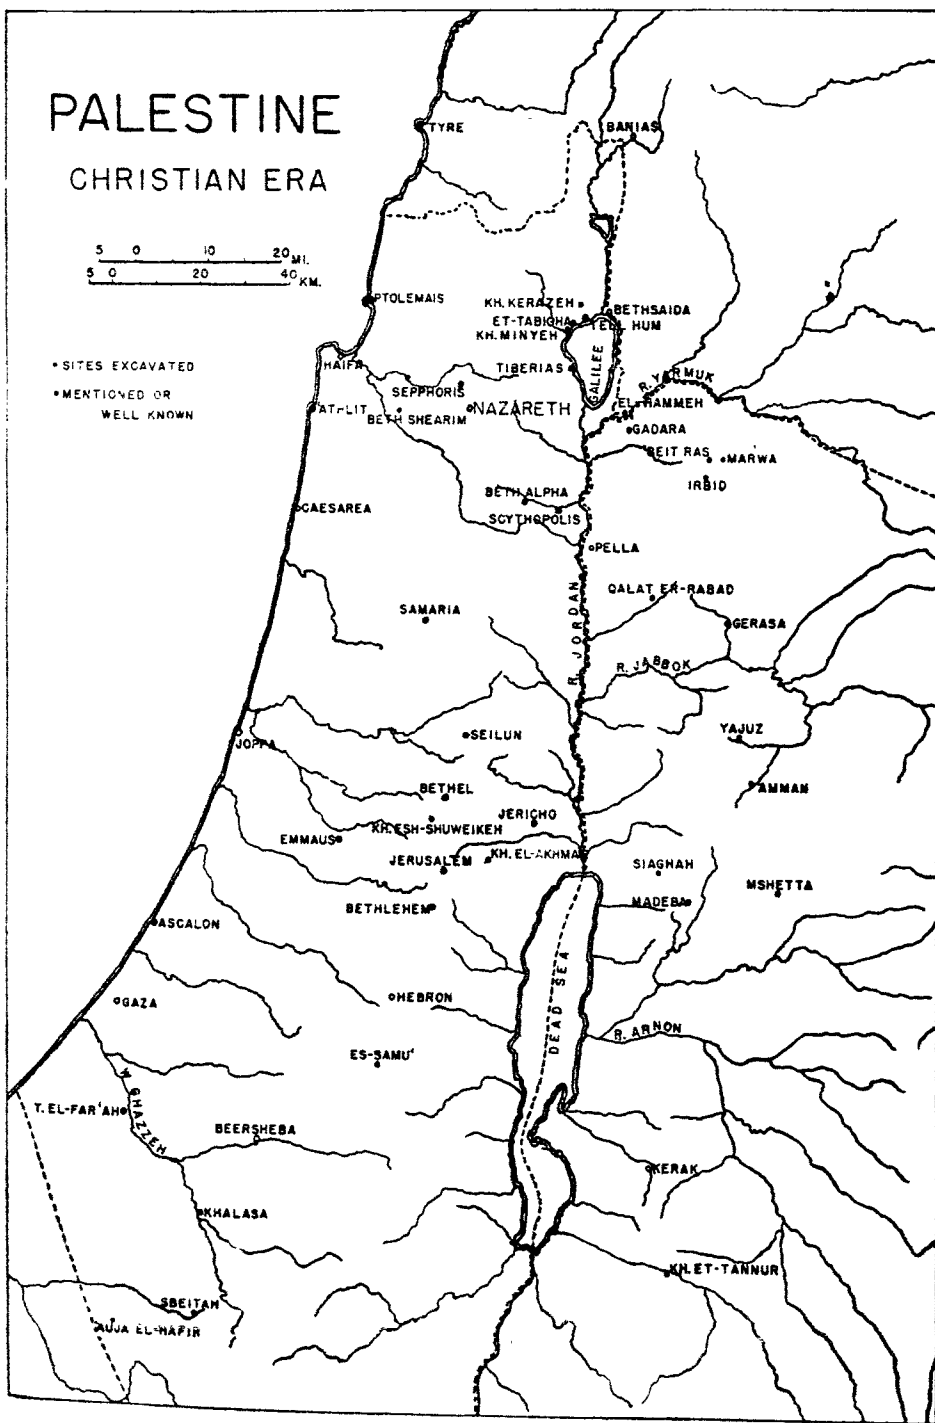 PALESTINE
CHRISTIAN ERA
5 0 10 20 MI.
5 0 20 40 KM.
• SITES EXCAVATED
• MENTIONED OR
WELL KNOWN
TYRE
BANIAS
PTOLEMAIS
KH. KERAZEH
BETHSAIDA
ET-TABIGHA
TELL HUM
KH. MINYEH
HAIFA
TIBERIAS
GALILEE
R. YARMUK
SEPPHORIS
'ATHLIT
BETH SHEARIM
NAZARETH
EL-HAMMEH
GADARA
BEIT RAS
MARWA
IRBID
BETH ALPHA
CAESAREA
SCYTHOPOLIS
PELLA
QALAT ER-RABAD
SAMARIA
R. JORDAN
GERASA
R. JABBOK
JOPPA
SEILUN
YAJUZ
BETHEL
AMMAN
KH. ESH-SHUWEIKEH
JERICHO
EMMAUS
JERUSALEM
KH. EL-AKHMA
SIAGHAH
MSHETTA
BETHLEHEM
MADEBA
ASCALON
GAZA
HEBRON
DEAD SEA
R. ARNON
ES-SAMU'
W. GHAZZEH
T. EL-FAR'AH
BEERSHEBA
KERAK
KHALASA
KH. ET-TANNUR
SBEITAH
AUJA EL-HAFIR